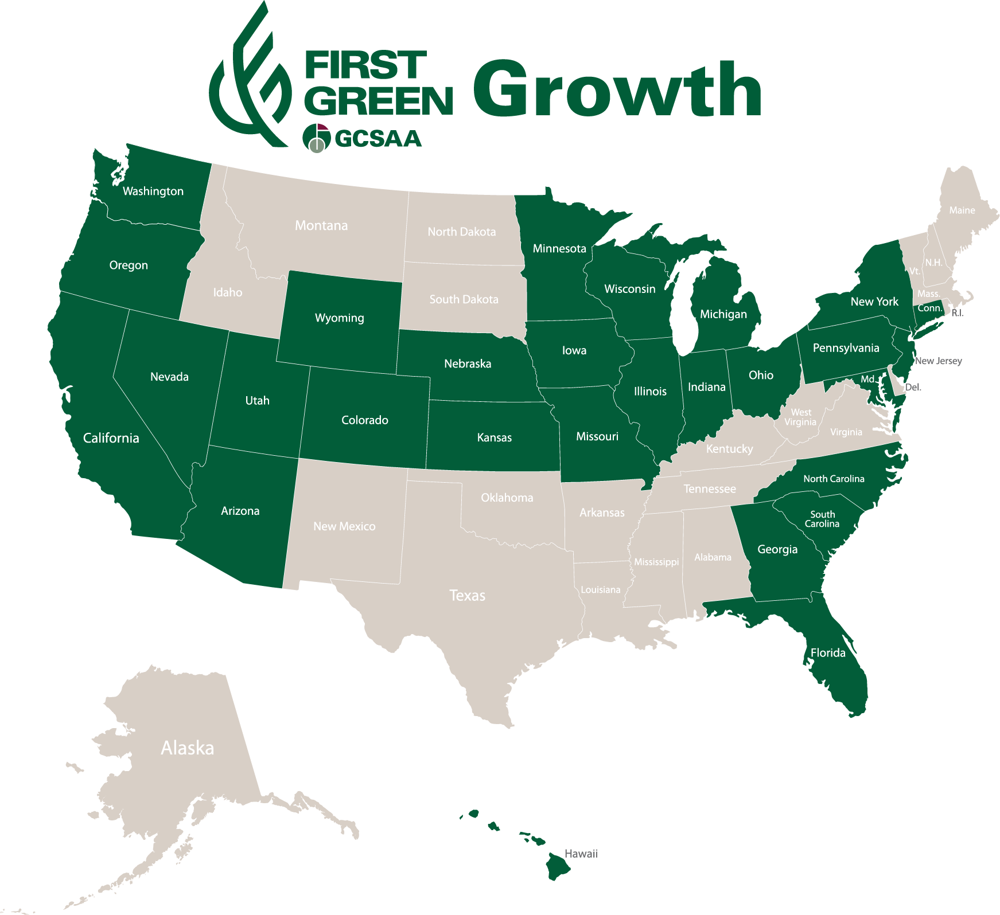 FIRST
GREEN
GCSAA
Growth
Washington
Montana
North Dakota
Minnesota
Maine
Oregon
Idaho
South Dakota
Wisconsin
Michigan
Vt.
N.H.
Mass.
New York
Conn.
R.I.
Wyoming
Iowa
Pennsylvania
New Jersey
Nebraska
Nevada
Utah
Colorado
Kansas
Missouri
Illinois
Indiana
Ohio
Md.
Del.
West
Virginia
Virginia
California
Kentucky
Arizona
New Mexico
Oklahoma
Arkansas
Tennessee
North Carolina
South
Carolina
Texas
Louisiana
Mississippi
Alabama
Georgia
Florida
Alaska
Hawaii